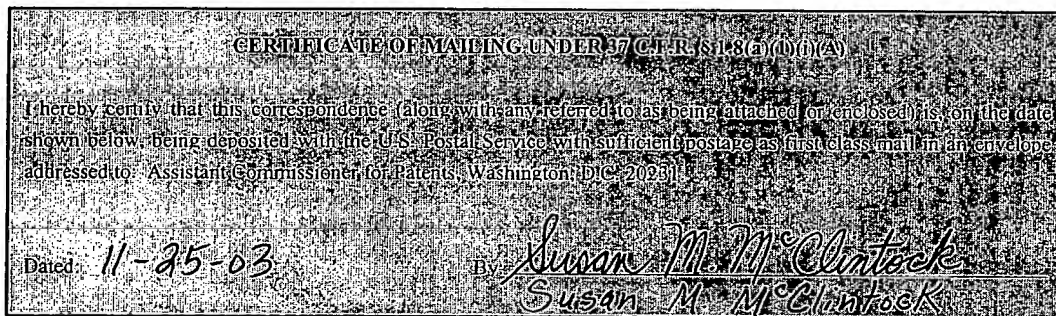 CERTIFICATE OF MAILING UNDER 37 C.F.R. § 1.8(a)(1)(i)(A)
I hereby certify that this correspondence (along with any referred to as being attached or enclosed) is, on the date
shown below, being deposited with the U.S. Postal Service with sufficient postage as first class mail in an envelope
addressed to: Assistant Commissioner for Patents, Washington, D.C. 20231
Dated: 11-25-03 By: Susan M. McClintock
Susan M McClintock